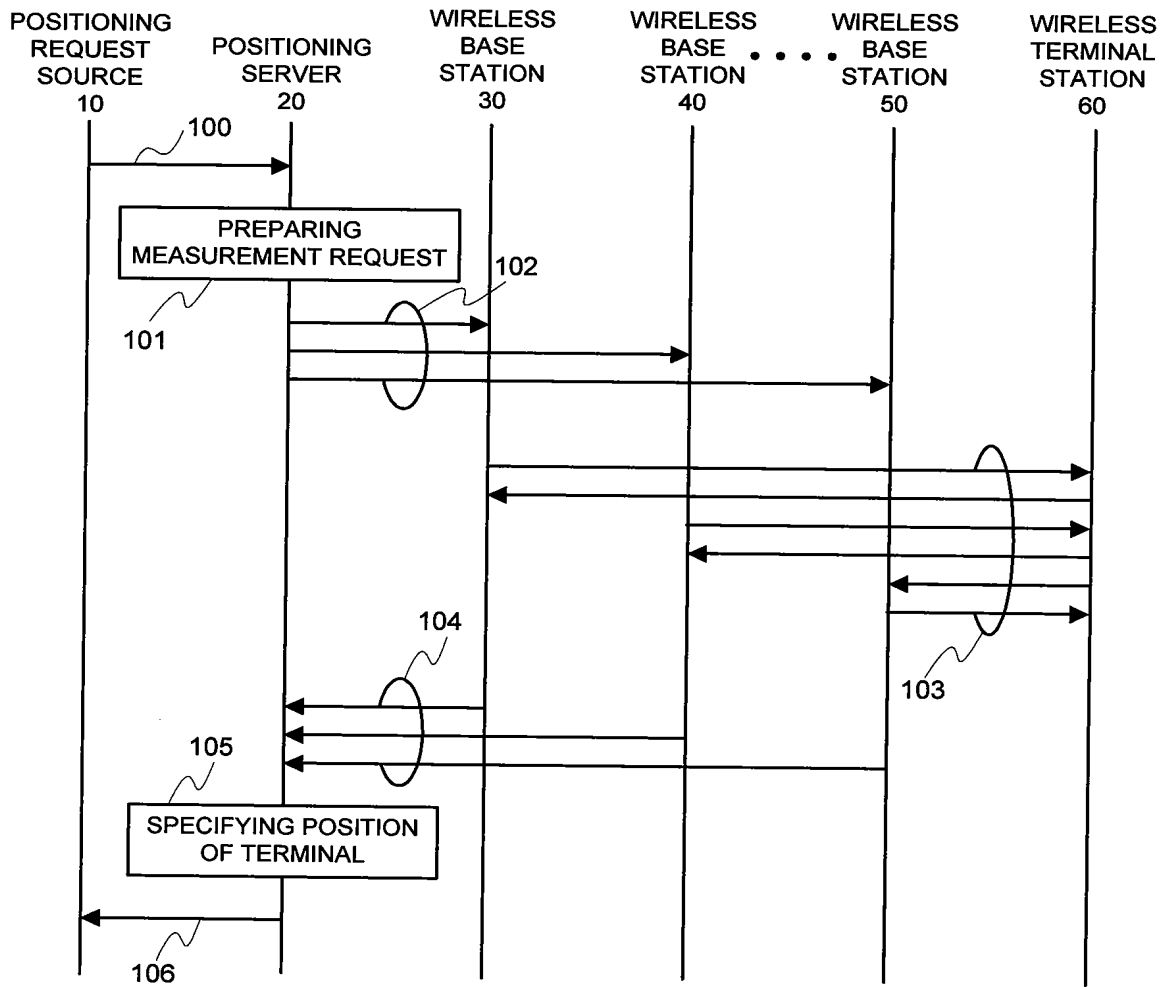 POSITIONING
REQUEST
SOURCE
10
POSITIONING
SERVER
20
WIRELESS
BASE
STATION
30
WIRELESS
BASE
STATION
40
WIRELESS
BASE
STATION
50
WIRELESS
TERMINAL
STATION
60
100
PREPARING
MEASUREMENT REQUEST
101
102
103
104
105
SPECIFYING POSITION
OF TERMINAL
106